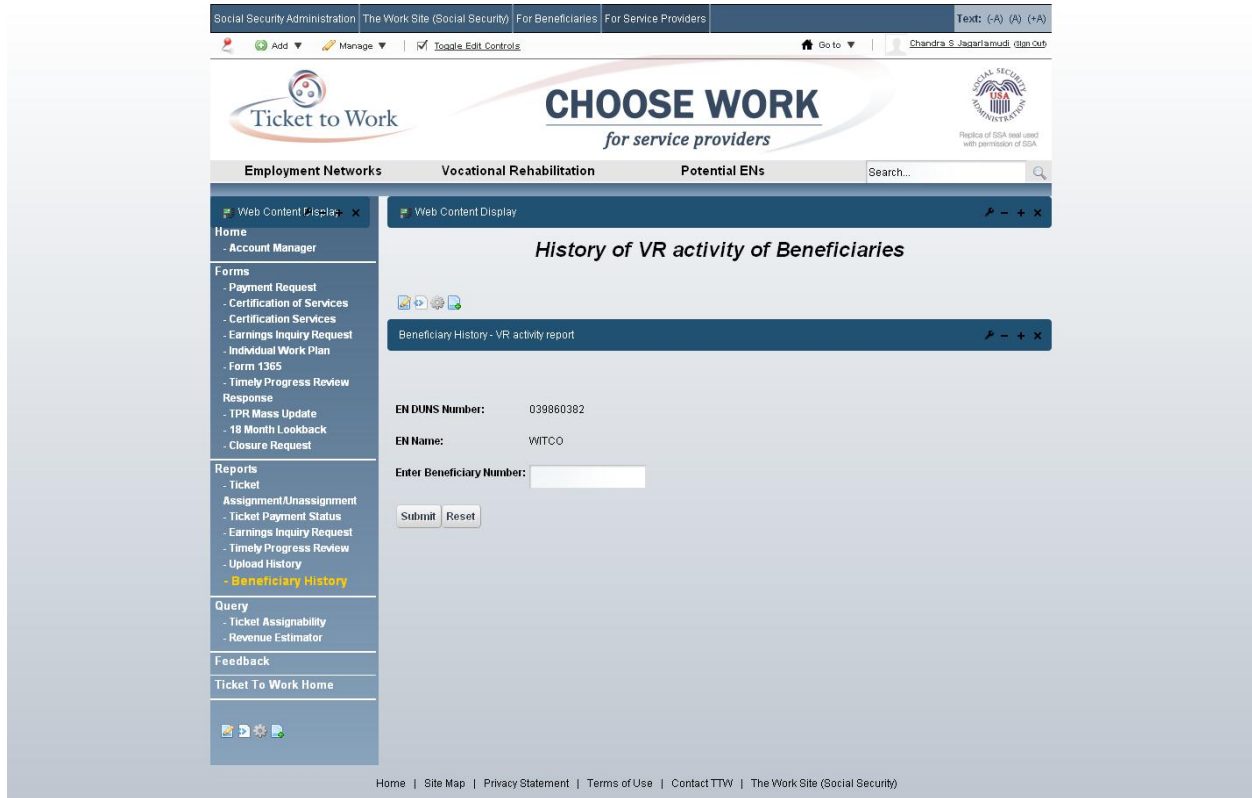 Social Security Administration The Work Site (Social Security) For Beneficiaries For Service Providers Text: (-A) (A) (+A)
Add ▼ Manage ▼ | Toggle Edit Controls Go to ▼ | Chandra S Jagarlamudi (Sign Out)
Ticket to Work
CHOOSE WORK
for service providers
SOCIAL SECURITY ADMINISTRATION
USA
Replica of SSA seal used
with permission of SSA
Employment Networks Vocational Rehabilitation Potential ENs Search...
Web Content Display
Home
- Account Manager
Forms
- Payment Request
- Certification of Services
- Certification Services
- Earnings Inquiry Request
- Individual Work Plan
- Form 1365
- Timely Progress Review
Response
- TPR Mass Update
- 18 Month Lookback
- Closure Request
Reports
- Ticket
Assignment/Unassignment
- Ticket Payment Status
- Earnings Inquiry Request
- Timely Progress Review
- Upload History
- Beneficiary History
Query
- Ticket Assignability
- Revenue Estimator
Feedback
Ticket To Work Home
Web Content Display
History of VR activity of Beneficiaries
Beneficiary History - VR activity report
EN DUNS Number: 039860382
EN Name: WITCO
Enter Beneficiary Number:
Submit Reset
Home | Site Map | Privacy Statement | Terms of Use | Contact TTW | The Work Site (Social Security)